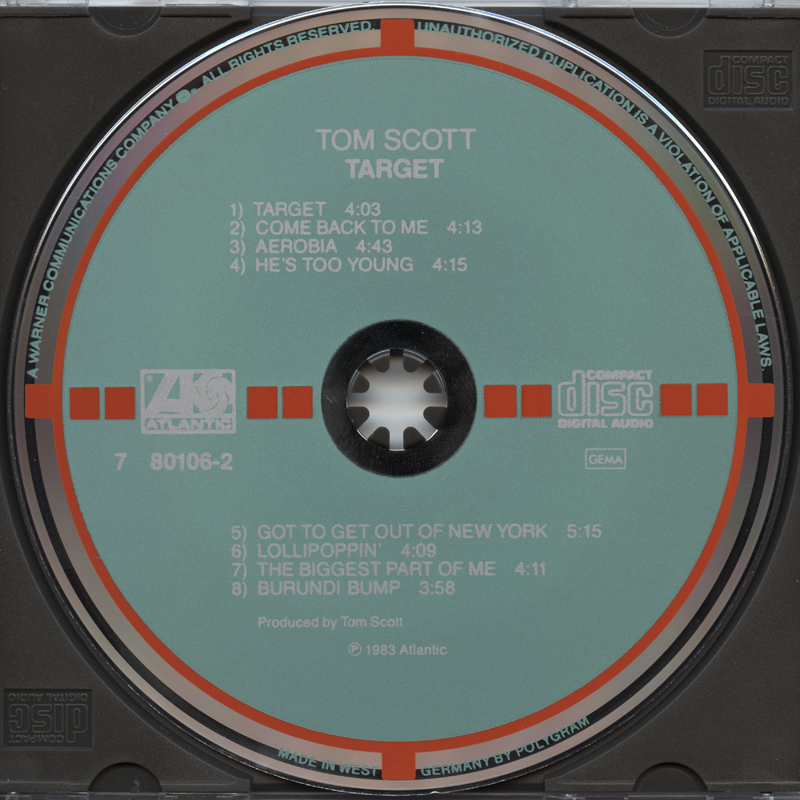 A WARNER COMMUNICATIONS COMPANY ALL RIGHTS RESERVED. UNAUTHORIZED DUPLICATION IS A VIOLATION OF APPLICABLE LAWS.
COMPACT
disc
DIGITAL AUDIO
TOM SCOTT
TARGET
1) TARGET 4:03
2) COME BACK TO ME 4:13
3) AEROBIA 4:43
4) HE'S TOO YOUNG 4:15
ATLANTIC
COMPACT
disc
DIGITAL AUDIO
7 80106-2
GEMA
5) GOT TO GET OUT OF NEW YORK 5:15
6) LOLLIPOPPIN' 4:09
7) THE BIGGEST PART OF ME 4:11
8) BURUNDI BUMP 3:58
Produced by Tom Scott
℗ 1983 Atlantic
COMPACT
disc
DIGITAL AUDIO
MADE IN WEST GERMANY BY POLYGRAM